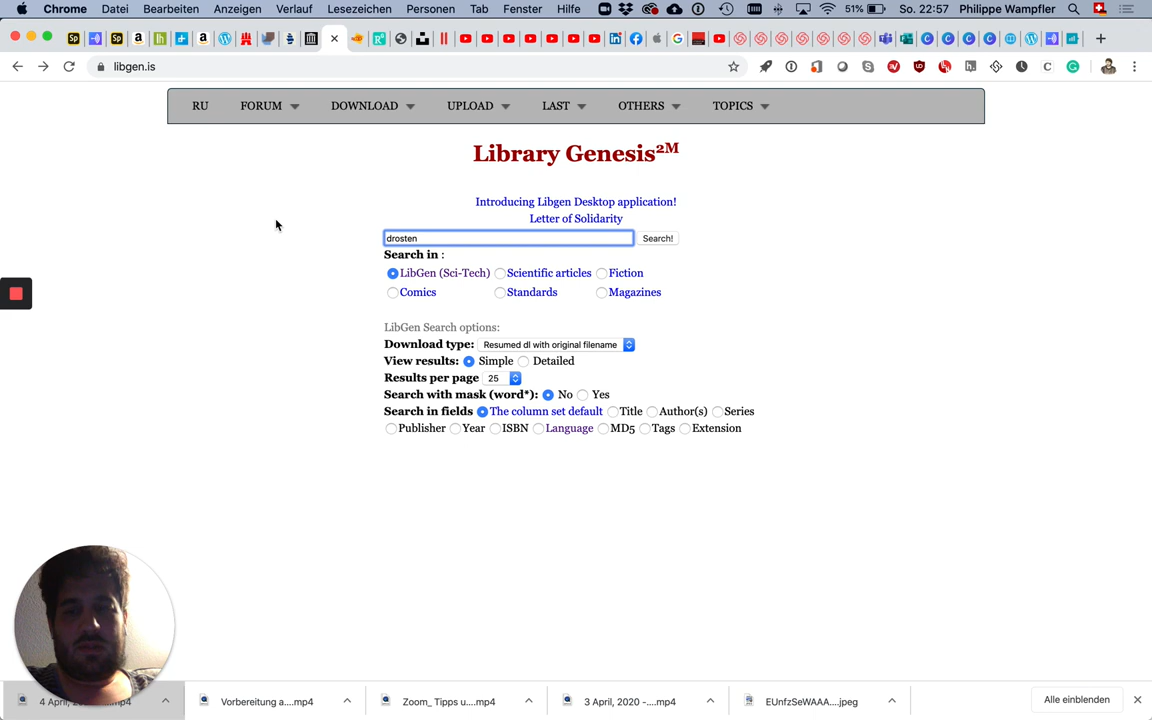 Chrome Datei Bearbeiten Anzeigen Verlauf Lesezeichen Personen Tab Fenster Hilfe 51% So. 22:57 Philippe Wampfler
libgen.is
RU FORUM DOWNLOAD UPLOAD LAST OTHERS TOPICS
Library Genesis2M
Introducing Libgen Desktop application!
Letter of Solidarity
drosten Search!
Search in :
LibGen (Sci-Tech) Scientific articles Fiction
Comics Standards Magazines
LibGen Search options:
Download type: Resumed dl with original filename
View results: Simple Detailed
Results per page 25
Search with mask (word*): No Yes
Search in fields The column set default Title Author(s) Series
Publisher Year ISBN Language MD5 Tags Extension
4 April, Vorbereitung a....mp4 Zoom_ Tipps u....mp4 3 April, 2020 -....mp4 EUnfzSeWAAA....jpeg Alle einblenden